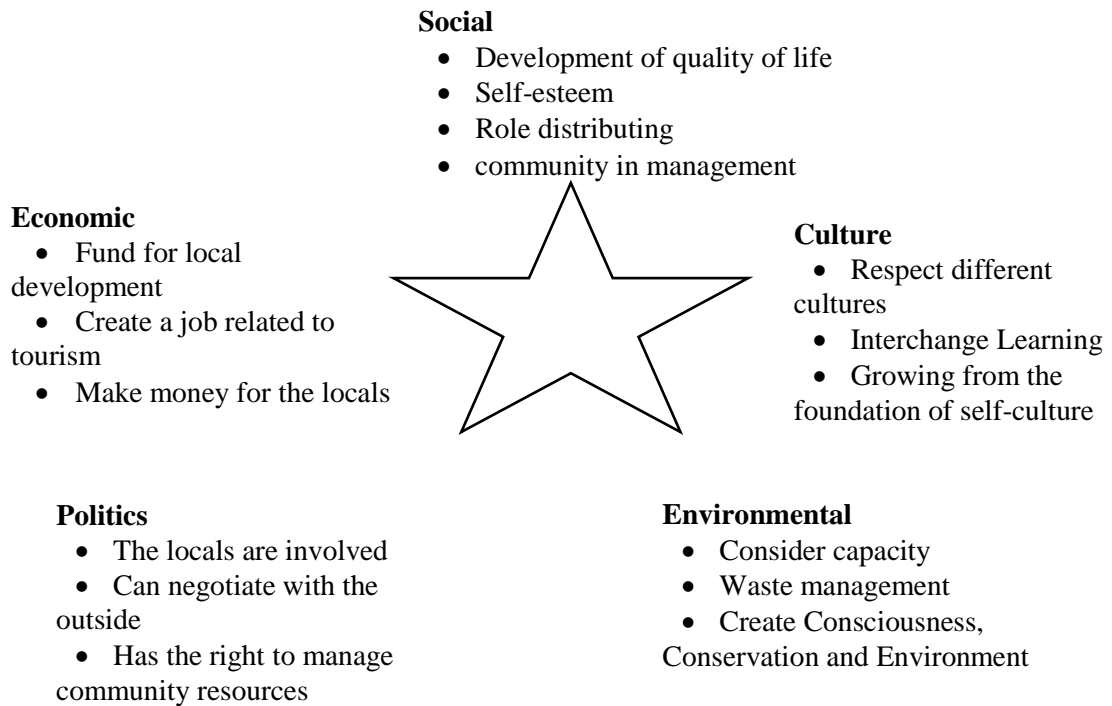 Social
• Development of quality of life
• Self-esteem
• Role distributing
• community in management
Economic
• Fund for local
development
• Create a job related to
tourism
• Make money for the locals
Culture
• Respect different
cultures
• Interchange Learning
• Growing from the
foundation of self-culture
Politics
• The locals are involved
• Can negotiate with the
outside
• Has the right to manage
community resources
Environmental
• Consider capacity
• Waste management
• Create Consciousness,
Conservation and Environment